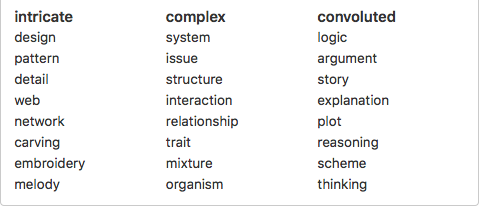 intricate complex convoluted
design system logic
pattern issue argument
detail structure story
web interaction explanation
network relationship plot
carving trait reasoning
embroidery mixture scheme
melody organism thinking